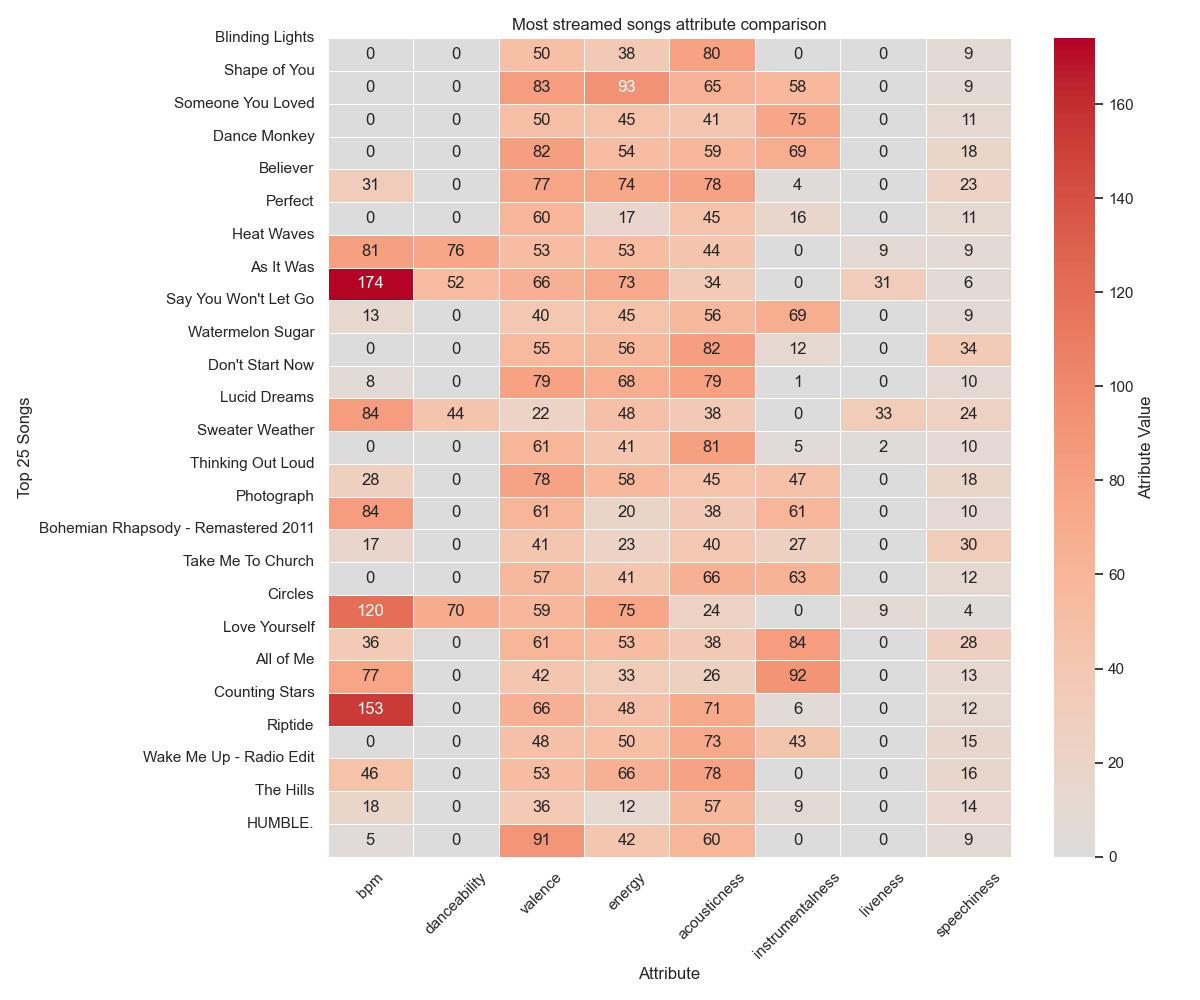 Most streamed songs attribute comparison
Top 25 Songs
Blinding Lights
0 0 50 38 80 0 0 9
Shape of You
0 0 83 93 65 58 0 9
Someone You Loved
0 0 50 45 41 75 0 11
Dance Monkey
0 0 82 54 59 69 0 18
Believer
31 0 77 74 78 4 0 23
Perfect
0 0 60 17 45 16 0 11
Heat Waves
81 76 53 53 44 0 9 9
As It Was
174 52 66 73 34 0 31 6
Say You Won't Let Go
13 0 40 45 56 69 0 9
Watermelon Sugar
0 0 55 56 82 12 0 34
Don't Start Now
8 0 79 68 79 1 0 10
Lucid Dreams
84 44 22 48 38 0 33 24
Sweater Weather
0 0 61 41 81 5 2 10
Thinking Out Loud
28 0 78 58 45 47 0 18
Photograph
84 0 61 20 38 61 0 10
Bohemian Rhapsody - Remastered 2011
17 0 41 23 40 27 0 30
Take Me To Church
0 0 57 41 66 63 0 12
Circles
120 70 59 75 24 0 9 4
Love Yourself
36 0 61 53 38 84 0 28
All of Me
77 0 42 33 26 92 0 13
Counting Stars
153 0 66 48 71 6 0 12
Riptide
0 0 48 50 73 43 0 15
Wake Me Up - Radio Edit
46 0 53 66 78 0 0 16
The Hills
18 0 36 12 57 9 0 14
HUMBLE.
5 0 91 42 60 0 0 9
bpm danceability valence energy acousticness instrumentalness liveness speechiness
Attribute
160
140
120
100
80
60
40
20
0
Atribute Value